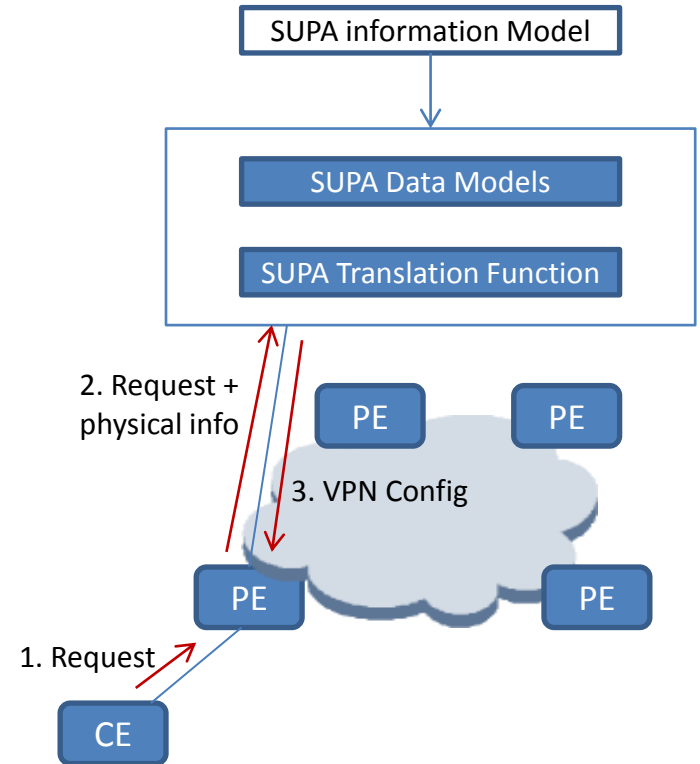 SUPA information Model
SUPA Data Models
SUPA Translation Function
2. Request +
physical info
PE
PE
3. VPN Config
PE
PE
1. Request
CE